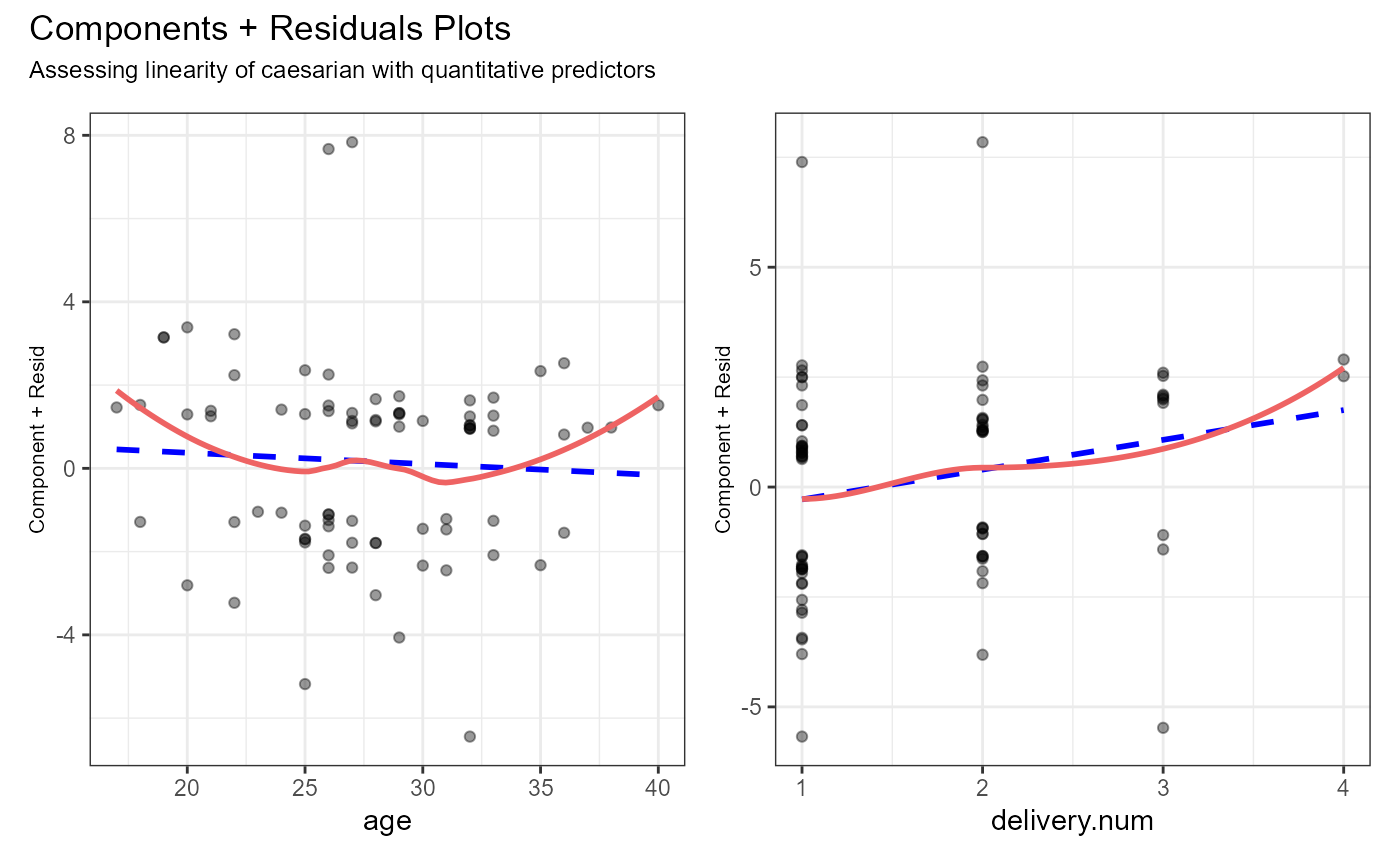 Components + Residuals Plots
Assessing linearity of caesarian with quantitative predictors
Component + Resid
8
4
0
-4
20
25
30
35
40
age
Component + Resid
5
0
-5
1
2
3
4
delivery.num